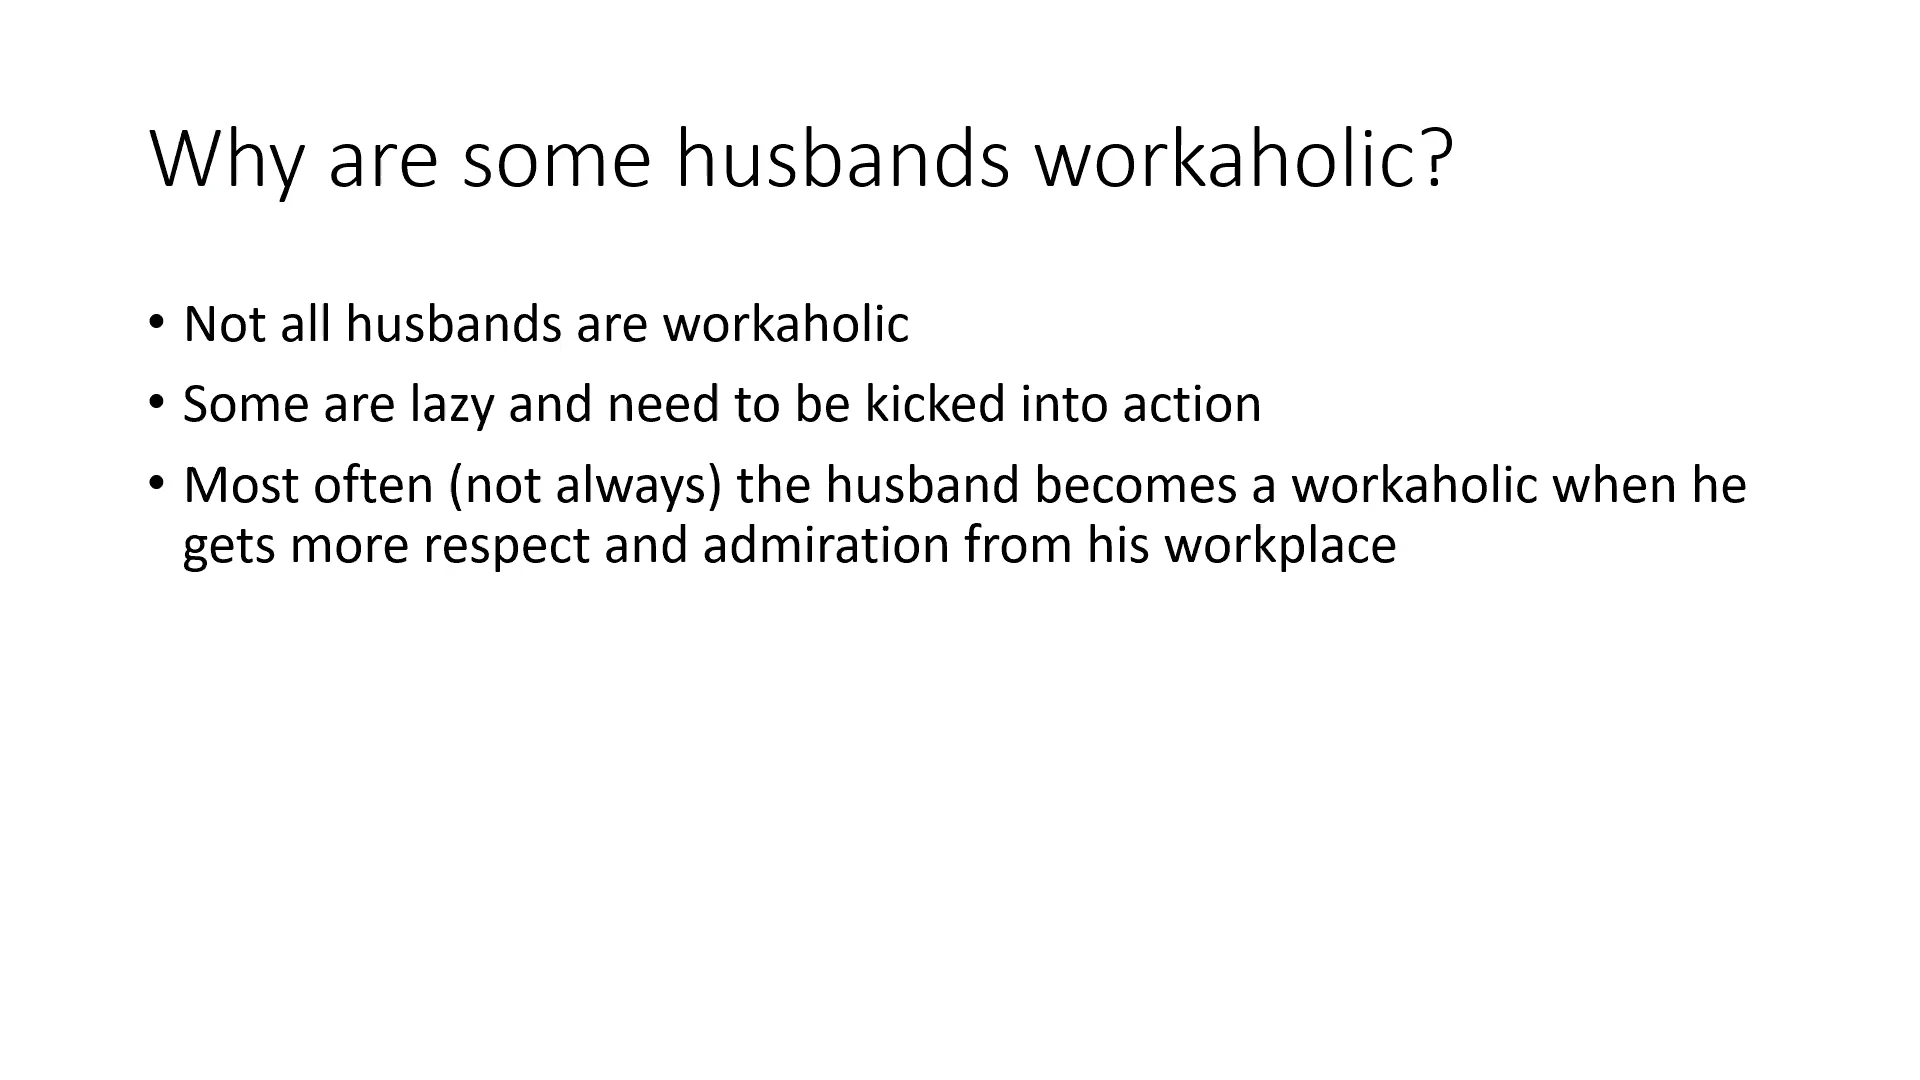 Why are some husbands workaholic?
• Not all husbands are workaholic
• Some are lazy and need to be kicked into action
• Most often (not always) the husband becomes a workaholic when he
gets more respect and admiration from his workplace